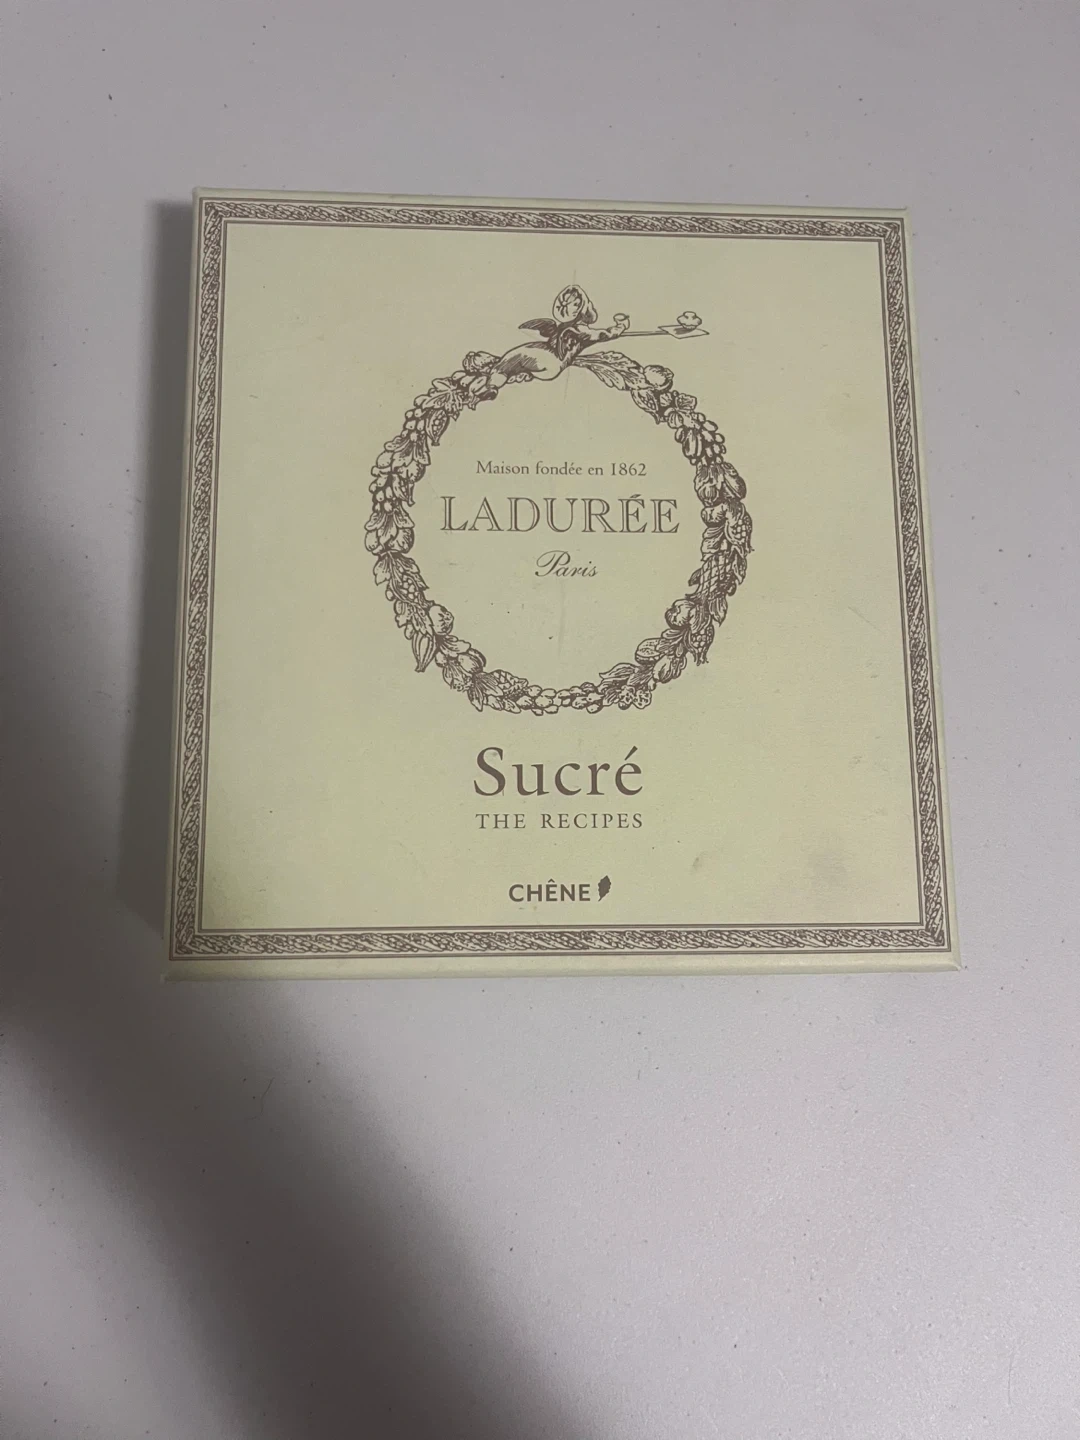 Maison fondée en 1862
LADURÉE
Paris
Sucré
THE RECIPES
CHÊNE